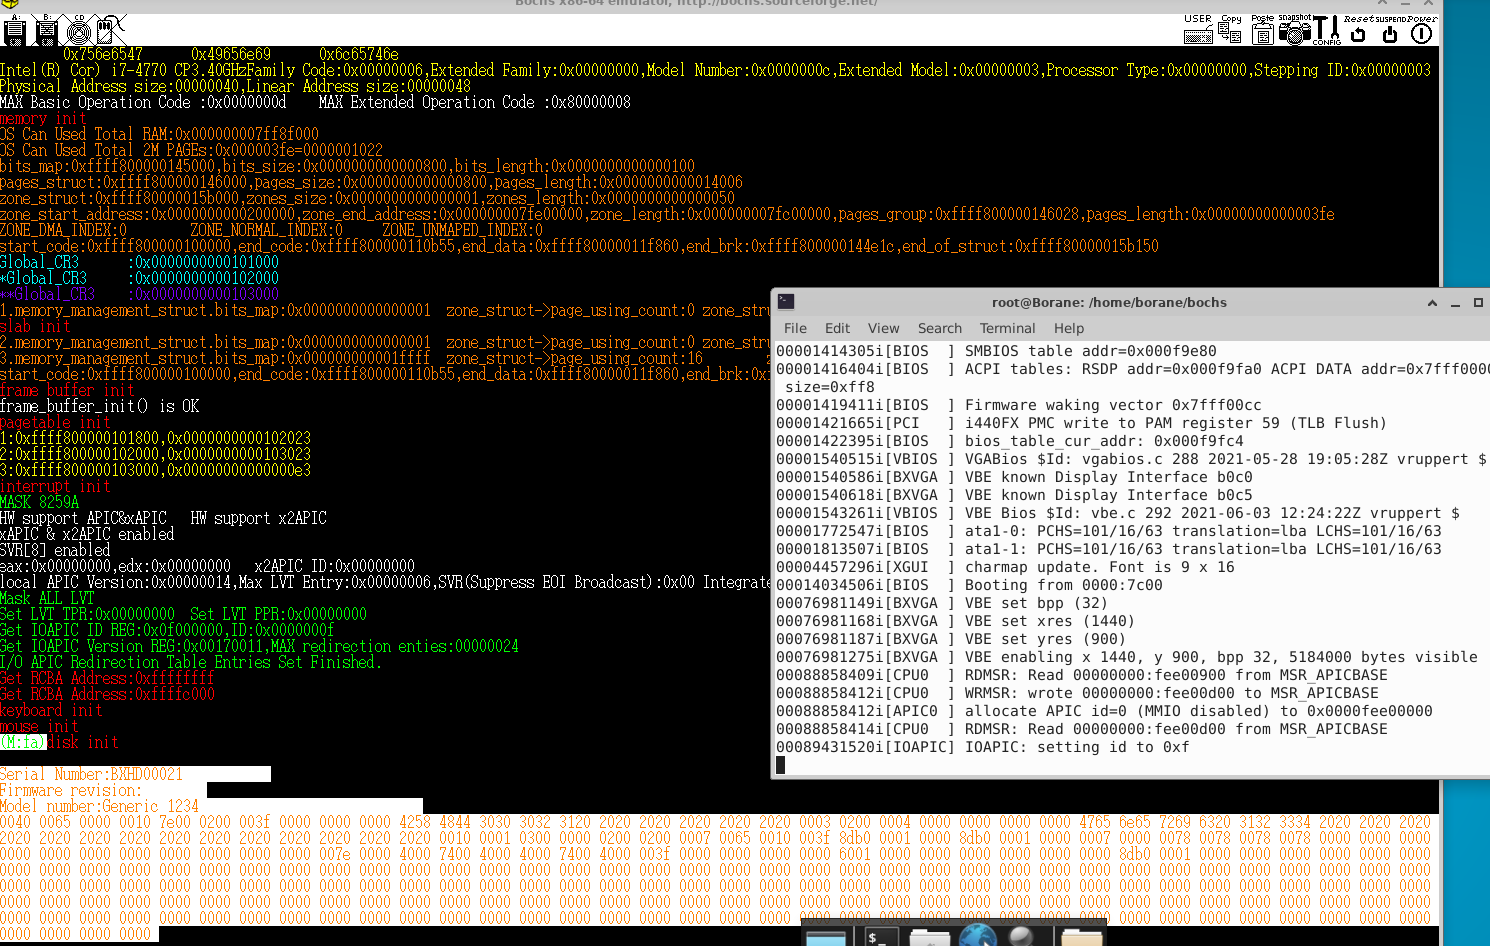 Bochs x86-64 emulator, http://bochs.sourceforge.net/
A: B: CD USER Copy Paste snapshot CONFIG Reset SUSPEND Power
0x756e6547 0x49656e69 0x6c65746e
Intel(R) Cor) i7-4770 CP3.40GHzFamily Code:0x00000006,Extended Family:0x00000000,Model Number:0x0000000c,Extended Model:0x00000003,Processor Type:0x00000000,Stepping ID:0x00000003
Physical Address size:00000040,Linear Address size:00000048
MAX Basic Operation Code :0x0000000d MAX Extended Operation Code :0x80000008
memory init
OS Can Used Total RAM:0x000000007ff8f000
OS Can Used Total 2M PAGEs:0x000003fe=0000001022
bits_map:0xffff800000145000,bits_size:0x0000000000000800,bits_length:0x0000000000000100
pages_struct:0xffff800000146000,pages_size:0x0000000000000800,pages_length:0x0000000000014006
zone_struct:0xffff80000015b000,zones_size:0x0000000000000001,zones_length:0x0000000000000050
zone_start_address:0x0000000000200000,zone_end_address:0x000000007fe00000,zone_length:0x000000007fc00000,pages_group:0xffff800000146028,pages_length:0x00000000000003fe
ZONE_DMA_INDEX:0 ZONE_NORMAL_INDEX:0 ZONE_UNMAPED_INDEX:0
start_code:0xffff800000100000,end_code:0xffff800000110b55,end_data:0xffff80000011f860,end_brk:0xffff800000144e1c,end_of_struct:0xffff80000015b150
Global_CR3 :0x0000000000101000
*Global_CR3 :0x0000000000102000
**Global_CR3 :0x0000000000103000
1.memory_management_struct.bits_map:0x0000000000000001 zone_struct->page_using_count:0 zone_stru
slab init
2.memory_management_struct.bits_map:0x0000000000000001 zone_struct->page_using_count:0 zone_stru
3.memory_management_struct.bits_map:0x000000000001ffff zone_struct->page_using_count:16
start_code:0xffff800000100000,end_code:0xffff800000110b55,end_data:0xffff80000011f860,end_brk:0x
frame buffer init
frame_buffer_init() is OK
pagetable init
1:0xffff800000101800,0x0000000000102023
2:0xffff800000102000,0x0000000000103023
3:0xffff800000103000,0x00000000000000e3
interrupt init
MASK 8259A
HW support APIC&xAPIC HW support x2APIC
xAPIC & x2APIC enabled
SVR[8] enabled
eax:0x00000000,edx:0x00000000 x2APIC ID:0x00000000
local APIC Version:0x00000014,Max LVT Entry:0x00000006,SVR(Suppress EOI Broadcast):0x00 Integrate
Mask ALL LVT
Set LVT TPR:0x00000000 Set LVT PPR:0x00000000
Get IOAPIC ID REG:0x0f000000,ID:0x0000000f
Get IOAPIC Version REG:0x00170011,MAX redirection enties:00000024
I/O APIC Redirection Table Entries Set Finished.
Get RCBA Address:0xffffffff
Get RCBA Address:0xffffc000
keyboard init
mouse init
(M:fa)disk init
Serial Number:BXHD00021
Firmware revision:
Model number:Generic 1234
0040 0065 0000 0010 7e00 0200 003f 0000 0000 0000 4258 4844 3030 3032 3120 2020 2020 2020 2020 2020 0003 0200 0004 0000 0000 0000 0000 4765 6e65 7269 6320 3132 3334 2020 2020 2020
2020 2020 2020 2020 2020 2020 2020 2020 2020 2020 2020 0010 0001 0300 0000 0200 0200 0007 0065 0010 003f 8db0 0001 0000 8db0 0001 0000 0007 0000 0078 0078 0078 0078 0000 0000 0000
0000 0000 0000 0000 0000 0000 0000 0000 007e 0000 4000 7400 4000 4000 7400 4000 003f 0000 0000 0000 0000 6001 0000 0000 0000 0000 0000 0000 8db0 0001 0000 0000 0000 0000 0000 0000
0000 0000 0000 0000 0000 0000 0000 0000 0000 0000 0000 0000 0000 0000 0000 0000 0000 0000 0000 0000 0000 0000 0000 0000 0000 0000 0000 0000 0000 0000 0000 0000 0000 0000 0000 0000
0000 0000 0000 0000 0000 0000 0000 0000 0000 0000 0000 0000 0000 0000 0000 0000 0000 0000 0000 0000 0000 0000 0000 0000 0000 0000 0000 0000 0000 0000 0000 0000 0000 0000 0000 0000
0000 0000 0000 0000 0000 0000 0000 0000 0000 0000 0000 0000 0000 0000 0000 0000 0000 0000 0000 0000 0000 0000 0000 0000 0000 0000 0000 0000 0000 0000 0000 0000 0000 0000 0000 0000
0000 0000 0000 0000 0000 0000 0000 0000 0000 0000 0000 0000 0000 0000 0000 0000 0000 0000 0000 0000 0000 0000 0000 0000 0000 0000 0000 0000 0000 0000 0000 0000
0000 0000 0000 0000
root@Borane: /home/borane/bochs
File Edit View Search Terminal Help
00001414305i[BIOS ] SMBIOS table addr=0x000f9e80
00001416404i[BIOS ] ACPI tables: RSDP addr=0x000f9fa0 ACPI DATA addr=0x7fff0000
size=0xff8
00001419411i[BIOS ] Firmware waking vector 0x7fff00cc
00001421665i[PCI ] i440FX PMC write to PAM register 59 (TLB Flush)
00001422395i[BIOS ] bios_table_cur_addr: 0x000f9fc4
00001540515i[VBIOS ] VGABios $Id: vgabios.c 288 2021-05-28 19:05:28Z vruppert $
00001540586i[BXVGA ] VBE known Display Interface b0c0
00001540618i[BXVGA ] VBE known Display Interface b0c5
00001543261i[VBIOS ] VBE Bios $Id: vbe.c 292 2021-06-03 12:24:22Z vruppert $
00001772547i[BIOS ] ata1-0: PCHS=101/16/63 translation=lba LCHS=101/16/63
00001813507i[BIOS ] ata1-1: PCHS=101/16/63 translation=lba LCHS=101/16/63
00004457296i[XGUI ] charmap update. Font is 9 x 16
00014034506i[BIOS ] Booting from 0000:7c00
00076981149i[BXVGA ] VBE set bpp (32)
00076981168i[BXVGA ] VBE set xres (1440)
00076981187i[BXVGA ] VBE set yres (900)
00076981275i[BXVGA ] VBE enabling x 1440, y 900, bpp 32, 5184000 bytes visible
00088858409i[CPU0 ] RDMSR: Read 00000000:fee00900 from MSR_APICBASE
00088858412i[CPU0 ] WRMSR: wrote 00000000:fee00d00 to MSR_APICBASE
00088858412i[APIC0 ] allocate APIC id=0 (MMIO disabled) to 0x0000fee00000
00088858414i[CPU0 ] RDMSR: Read 00000000:fee00d00 from MSR_APICBASE
00089431520i[IOAPIC] IOAPIC: setting id to 0xf